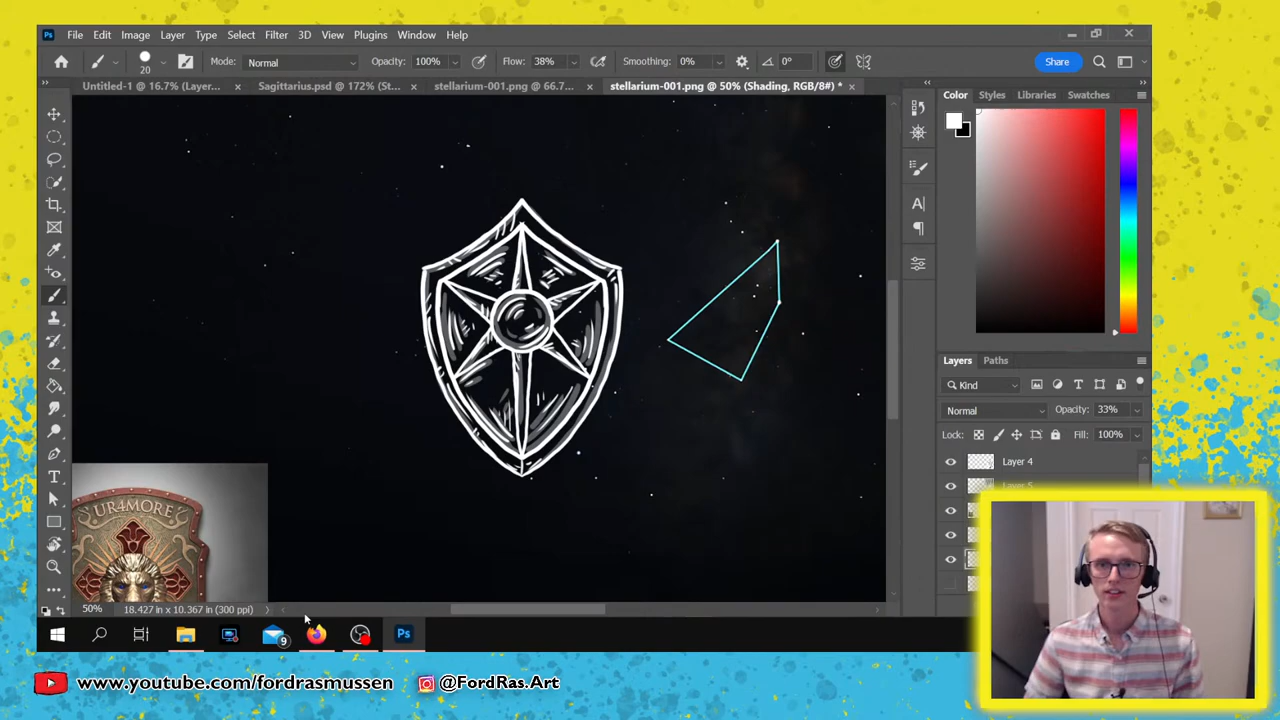 Ps File Edit Image Layer Type Select Filter 3D View Plugins Window Help
20 Mode: Normal Opacity: 100% Flow: 38% Smoothing: 0% 0° Share
Untitled-1 @ 16.7% (Layer... × Sagittarius.psd @ 172% (St... × stellarium-001.png @ 66.7... × stellarium-001.png @ 50% (Shading, RGB/8#) * ×
Color Styles Libraries Swatches
Layers Paths
Kind
Normal Opacity: 33%
Lock: Fill: 100%
Layer 4
Layer 5
UR4MORE
50% 18.427 in x 10.367 in (300 ppi)
9 Ps
www.youtube.com/fordrasmussen @FordRas.Art